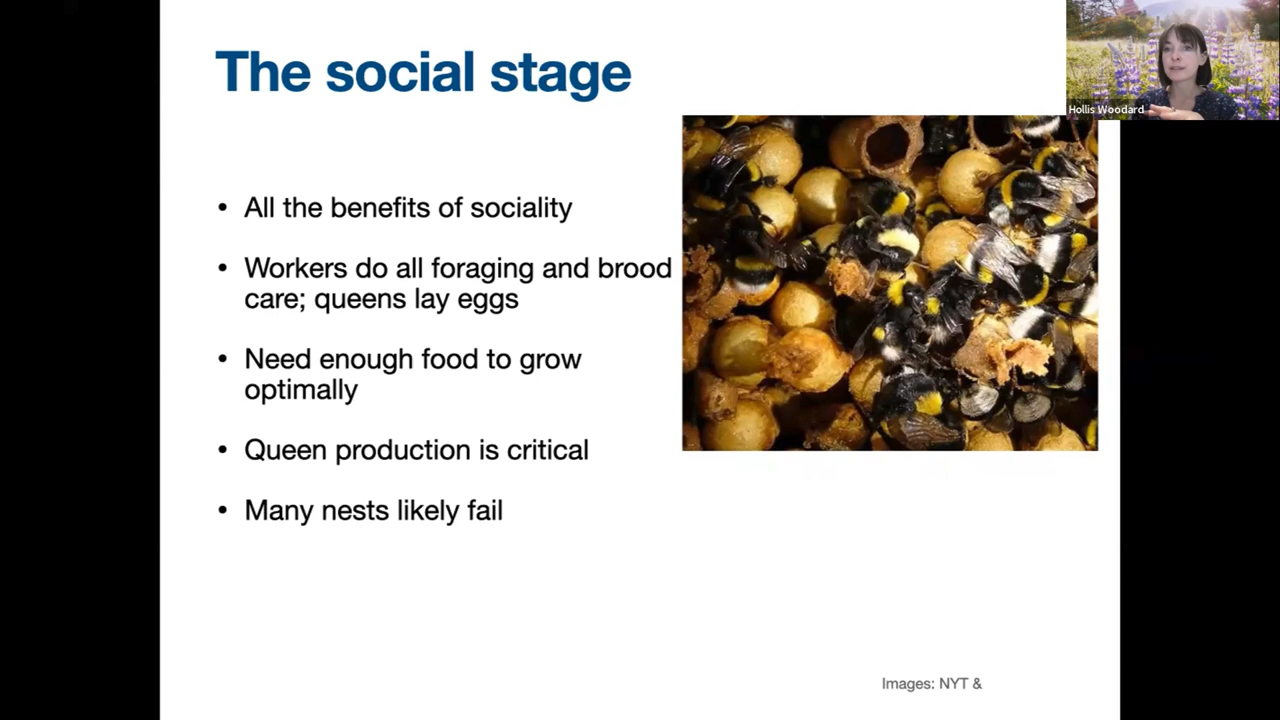 The social stage
Hollis Woodard
• All the benefits of sociality
• Workers do all foraging and brood
care; queens lay eggs
• Need enough food to grow
optimally
• Queen production is critical
• Many nests likely fail
Images: NYT &